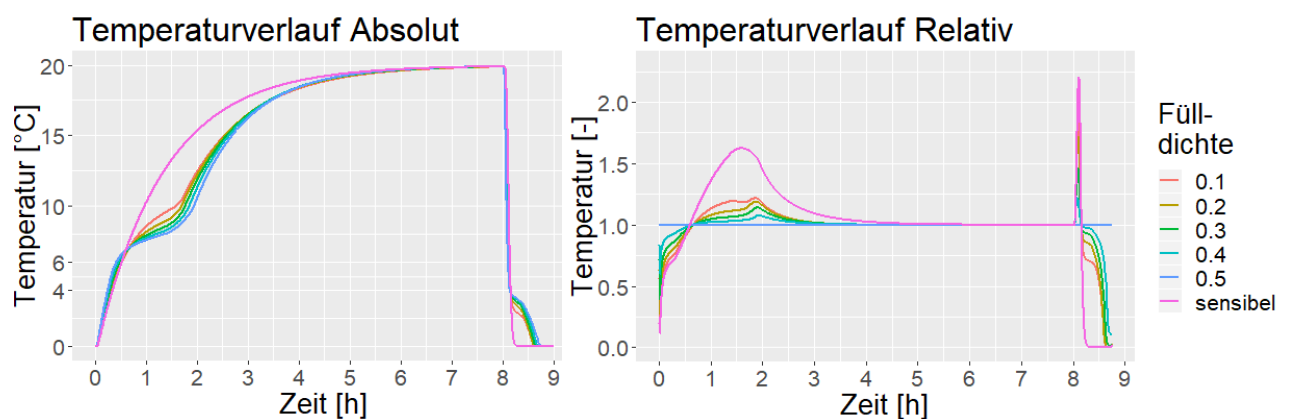 Temperaturverlauf Absolut
Temperatur [°C]
20
15
10
6
4
0
0 1 2 3 4 5 6 7 8 9
Zeit [h]
Temperaturverlauf Relativ
Temperatur [-]
2.0
1.5
1.0
0.5
0.0
0 1 2 3 4 5 6 7 8 9
Zeit [h]
Füll-
dichte
0.1
0.2
0.3
0.4
0.5
sensibel